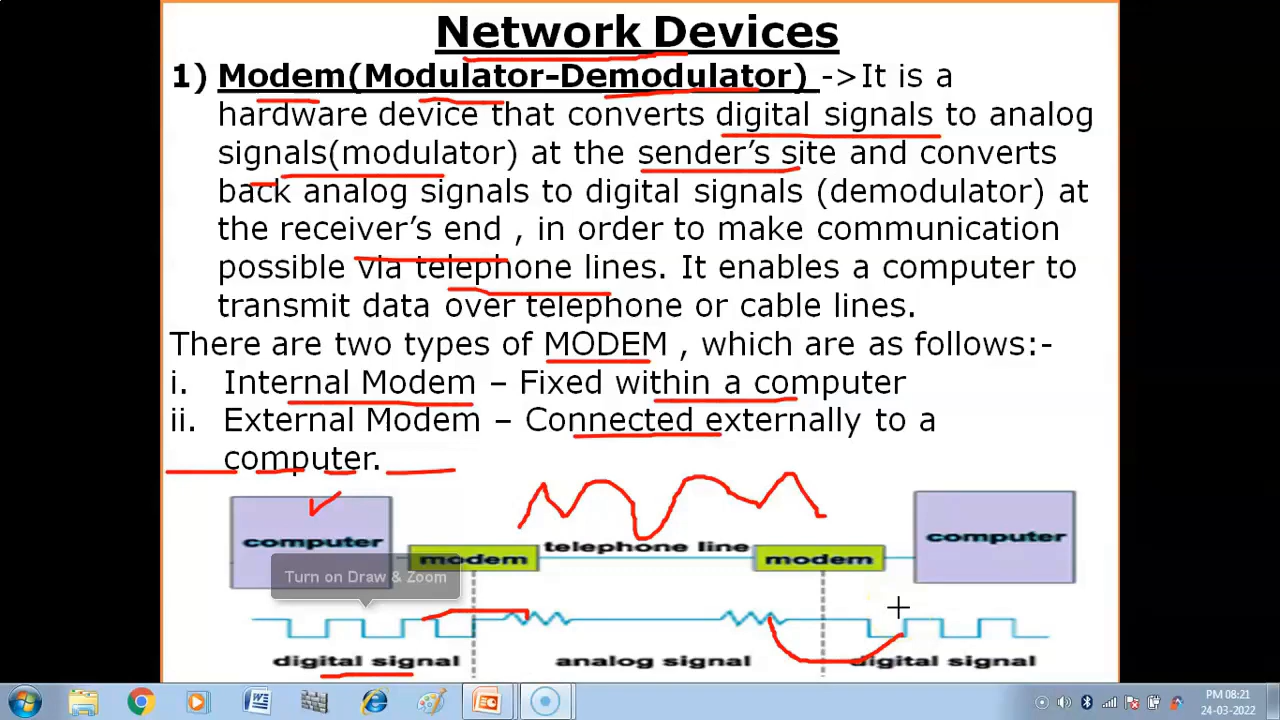 Network Devices
1) Modem(Modulator-Demodulator) ->It is a
hardware device that converts digital signals to analog
signals(modulator) at the sender's site and converts
back analog signals to digital signals (demodulator) at
the receiver's end , in order to make communication
possible via telephone lines. It enables a computer to
transmit data over telephone or cable lines.
There are two types of MODEM , which are as follows:-
i. Internal Modem – Fixed within a computer
ii. External Modem – Connected externally to a
computer.
computer modem telephone line modem computer
Turn on Draw & Zoom
digital signal analog signal digital signal
PM 08:21
24-03-2022